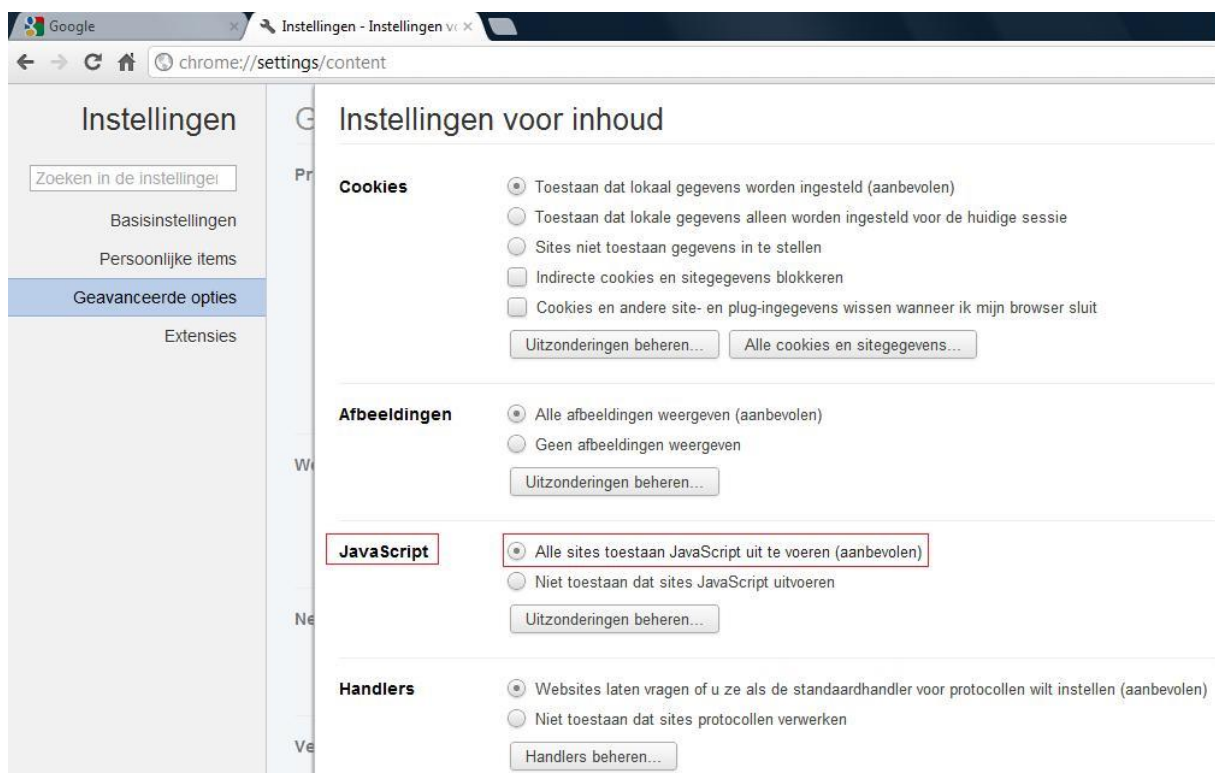 Google
Instellingen - Instellingen vo
chrome://settings/content
Instellingen
Zoeken in de instellinge
Basisinstellingen
Persoonlijke items
Geavanceerde opties
Extensies
G
Pr
We
Ne
Ve
Instellingen voor inhoud
Cookies
Toestaan dat lokaal gegevens worden ingesteld (aanbevolen)
Toestaan dat lokale gegevens alleen worden ingesteld voor de huidige sessie
Sites niet toestaan gegevens in te stellen
Indirecte cookies en sitegegevens blokkeren
Cookies en andere site- en plug-ingegevens wissen wanneer ik mijn browser sluit
Uitzonderingen beheren... Alle cookies en sitegegevens...
Afbeeldingen
Alle afbeeldingen weergeven (aanbevolen)
Geen afbeeldingen weergeven
Uitzonderingen beheren...
JavaScript
Alle sites toestaan JavaScript uit te voeren (aanbevolen)
Niet toestaan dat sites JavaScript uitvoeren
Uitzonderingen beheren...
Handlers
Websites laten vragen of u ze als de standaardhandler voor protocollen wilt instellen (aanbevolen)
Niet toestaan dat sites protocollen verwerken
Handlers beheren...